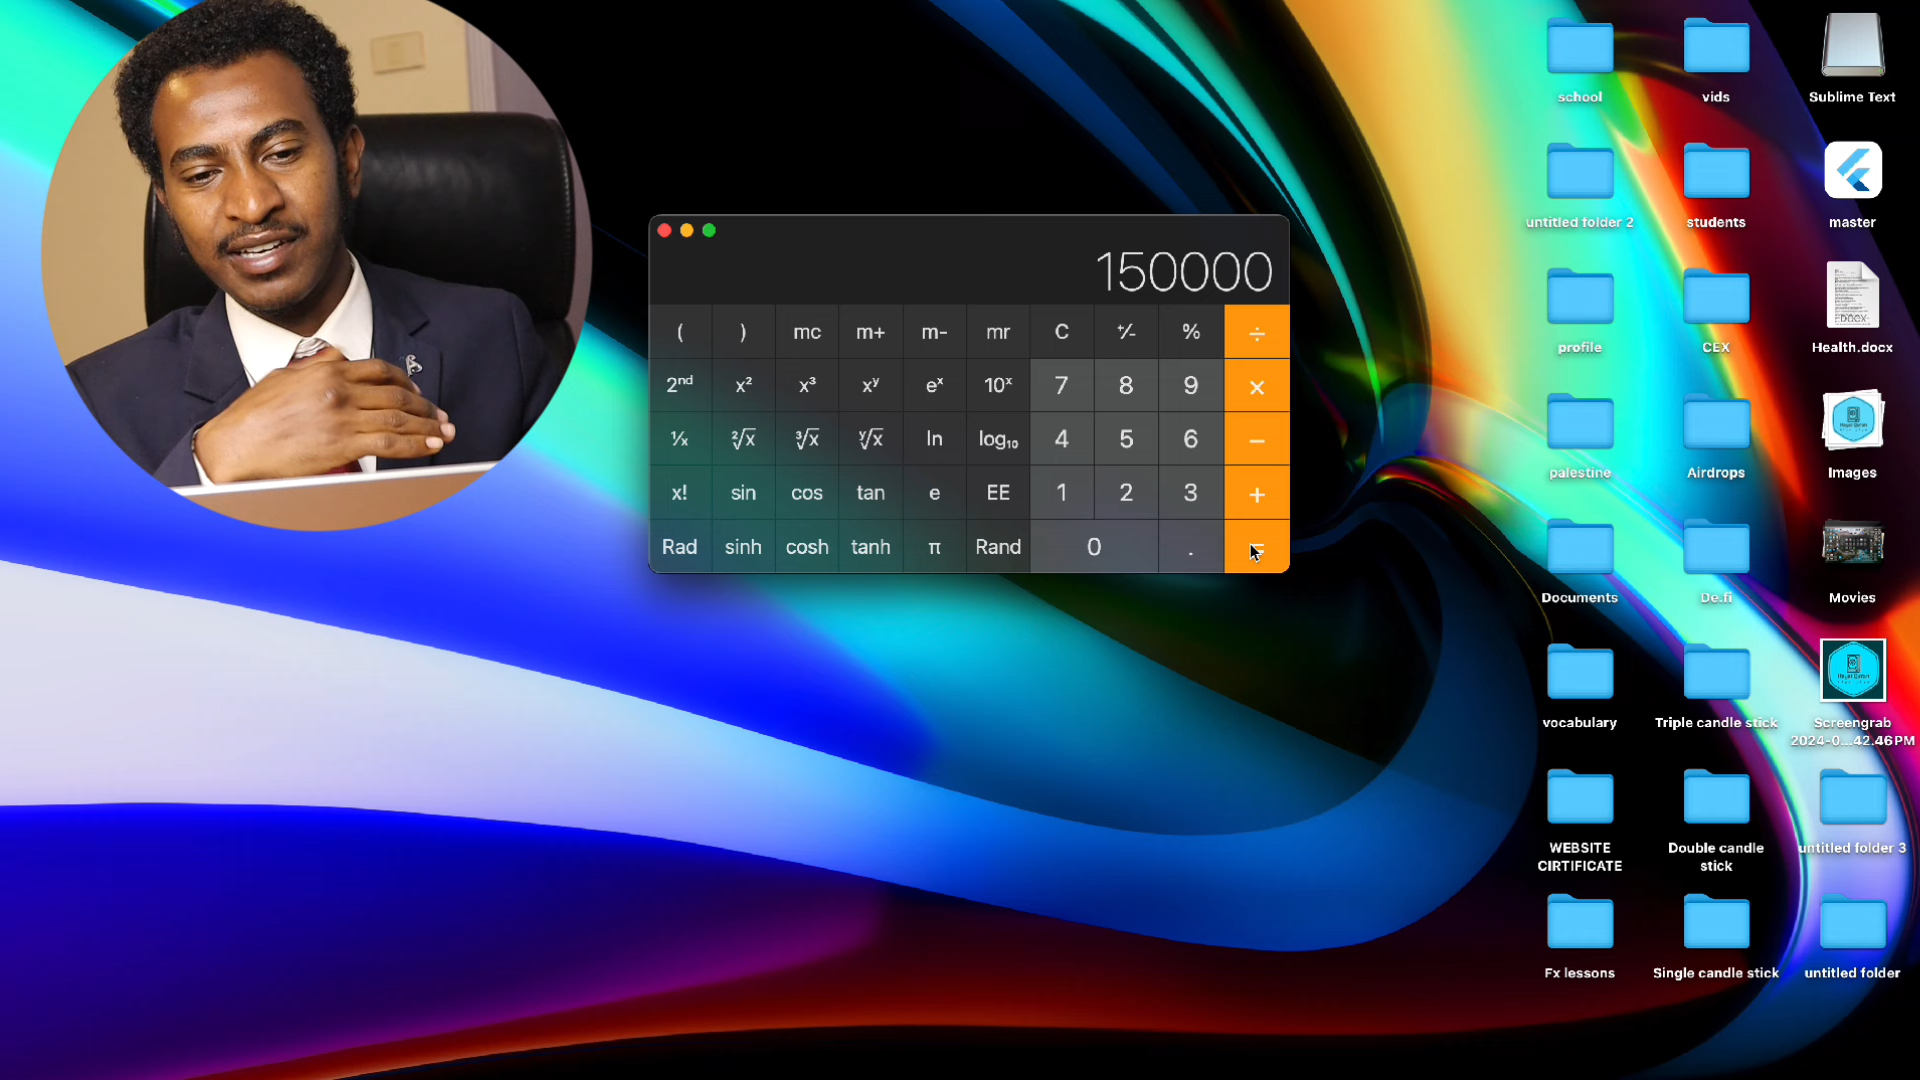 150000
( ) mc m+ m- mr C ⁺∕₋ % ÷
2ⁿᵈ x² x³ xʸ eˣ 10ˣ 7 8 9 ×
¹∕ₓ ²√x ³√x ʸ√x ln log₁₀ 4 5 6 −
x! sin cos tan e EE 1 2 3 +
Rad sinh cosh tanh π Rand 0 . =
school
vids
Sublime Text
untitled folder 2
students
master
profile
CEX
DOCX
Health.docx
palestine
Airdrops
Images
Documents
De.fi
Movies
vocabulary
Triple candle stick
Screengrab
2024-0...42.46 PM
WEBSITE
CIRTIFICATE
Double candle
stick
untitled folder 3
Fx lessons
Single candle stick
untitled folder